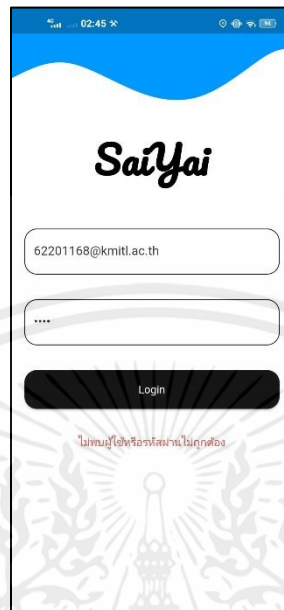 4G 02:45
SaiYai
62201168@kmitl.ac.th
••••
Login
ไม่พบผู้ใช้หรือรหัสผ่านไม่ถูกต้อง